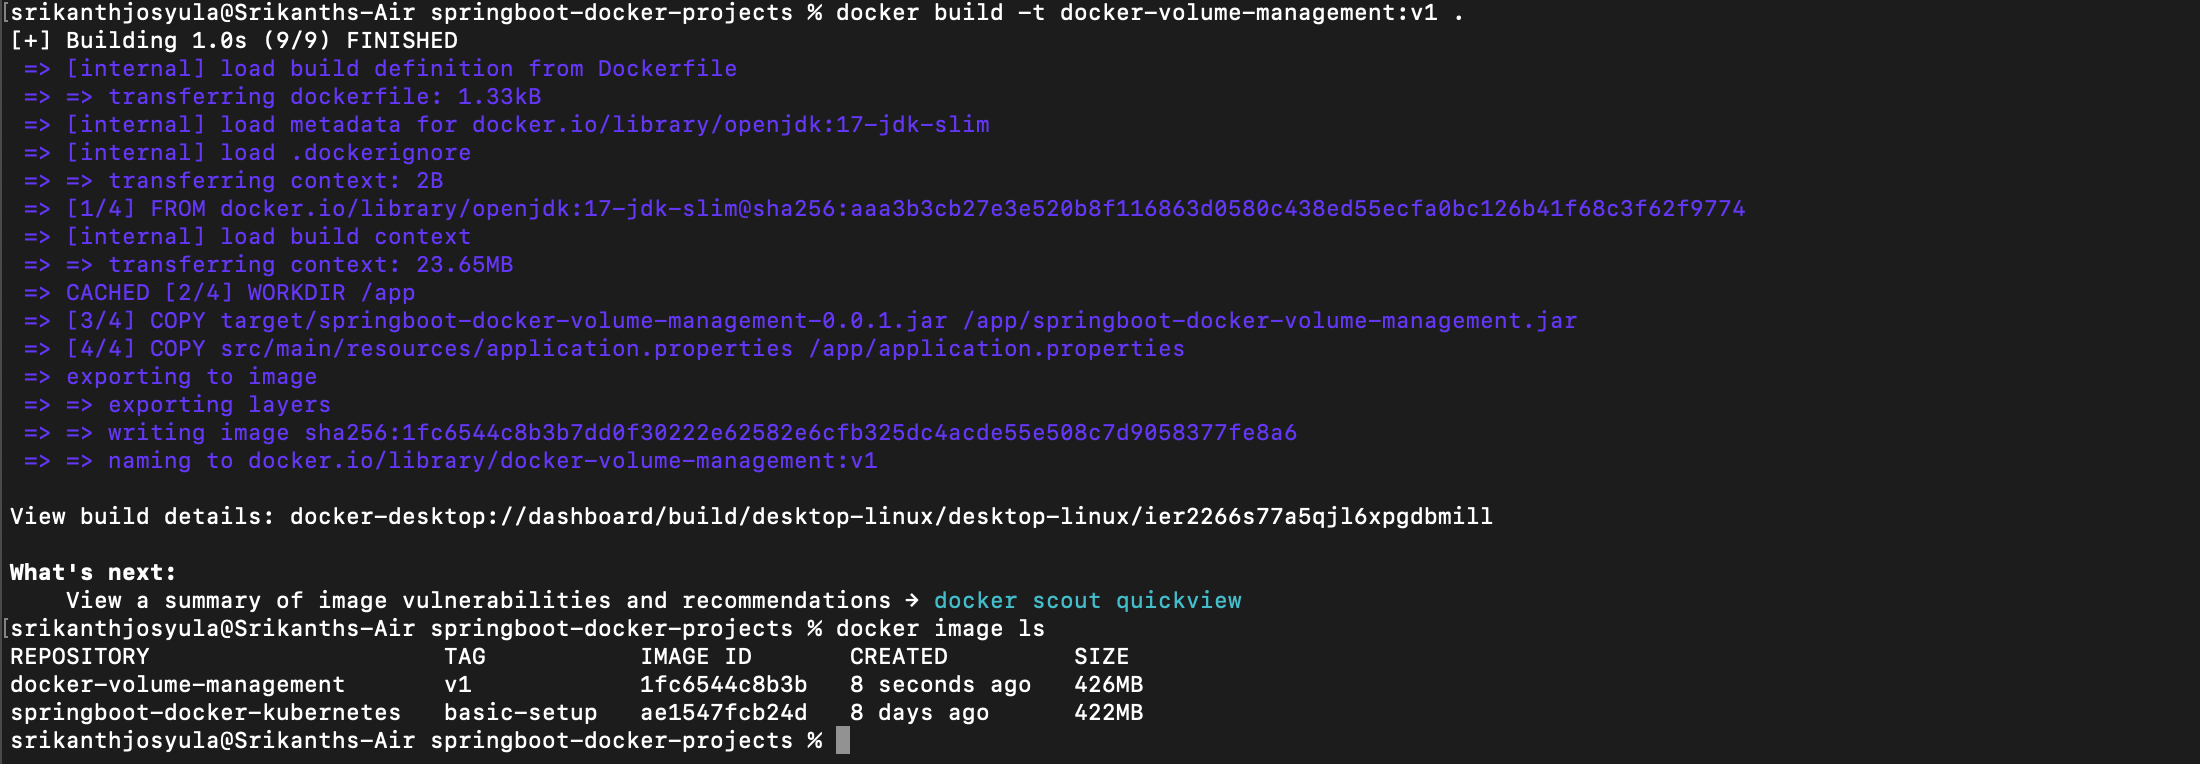 [srikanthjosyula@Srikanths-Air springboot-docker-projects % docker build -t docker-volume-management:v1 .
[+] Building 1.0s (9/9) FINISHED
=> [internal] load build definition from Dockerfile
=> => transferring dockerfile: 1.33kB
=> [internal] load metadata for docker.io/library/openjdk:17-jdk-slim
=> [internal] load .dockerignore
=> => transferring context: 2B
=> [1/4] FROM docker.io/library/openjdk:17-jdk-slim@sha256:aaa3b3cb27e3e520b8f116863d0580c438ed55ecfa0bc126b41f68c3f62f9774
=> [internal] load build context
=> => transferring context: 23.65MB
=> CACHED [2/4] WORKDIR /app
=> [3/4] COPY target/springboot-docker-volume-management-0.0.1.jar /app/springboot-docker-volume-management.jar
=> [4/4] COPY src/main/resources/application.properties /app/application.properties
=> exporting to image
=> => exporting layers
=> => writing image sha256:1fc6544c8b3b7dd0f30222e62582e6cfb325dc4acde55e508c7d9058377fe8a6
=> => naming to docker.io/library/docker-volume-management:v1
View build details: docker-desktop://dashboard/build/desktop-linux/desktop-linux/ier2266s77a5qjl6xpgdbmill
What's next:
View a summary of image vulnerabilities and recommendations → docker scout quickview
[srikanthjosyula@Srikanths-Air springboot-docker-projects % docker image ls
REPOSITORY TAG IMAGE ID CREATED SIZE
docker-volume-management v1 1fc6544c8b3b 8 seconds ago 426MB
springboot-docker-kubernetes basic-setup ae1547fcb24d 8 days ago 422MB
srikanthjosyula@Srikanths-Air springboot-docker-projects %